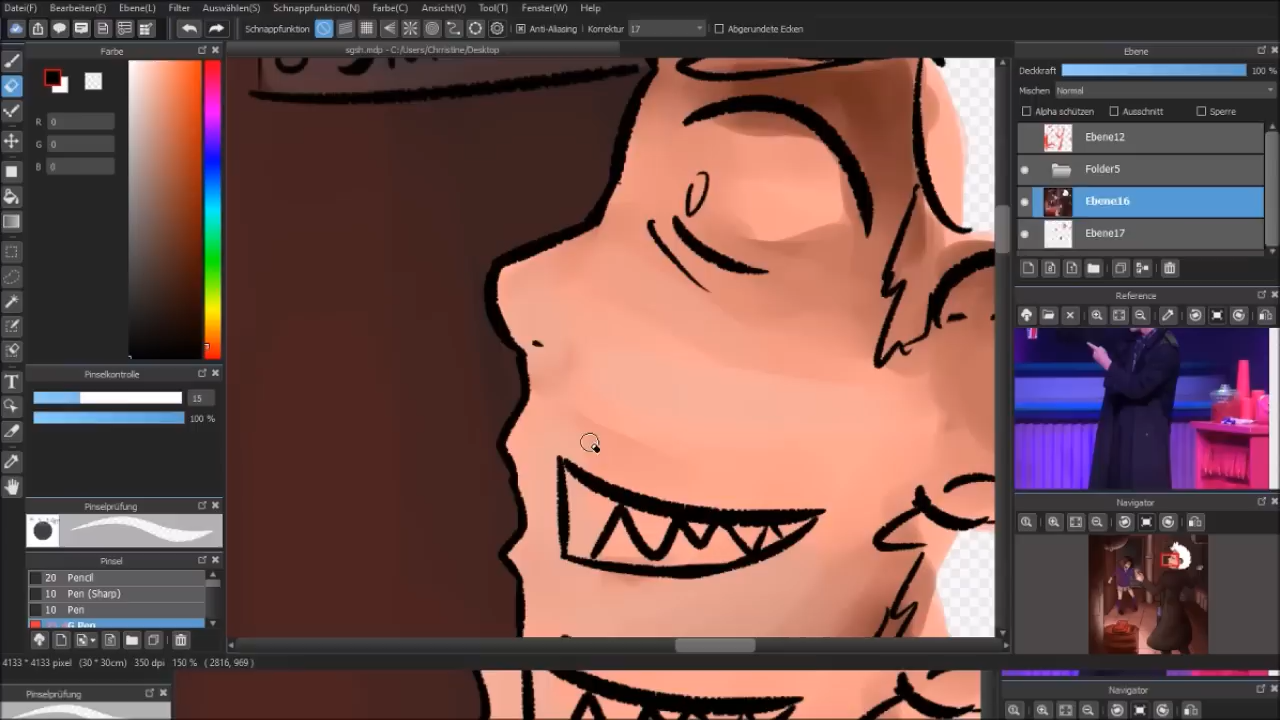 Datei(F) Bearbeiten(E) Ebene(L) Filter Auswählen(S) Schnappfunktion(N) Farbe(C) Ansicht(V) Tool(T) Fenster(W) Help
Schnappfunktion: Anti-Aliasing Korrektur 17 Abgerundete Ecken
sgsh.mdp - C:/Users/Chrristine/Desktop
Farbe
R 0
G 0
B 0
Pinselkontrolle
15
100 %
Pinselprüfung
Pinsel
20 Pencil
10 Pen (Sharp)
10 Pen
G Pen
4133 * 4133 pixel (30 * 30cm) 350 dpi 150 % ( 2816, 969 )
Pinselprüfung
Ebene
Deckkraft 100 %
Mischen Normal
Alpha schützen Ausschnitt Sperre
Ebene12
Folder5
Ebene16
Ebene17
Reference
Navigator
Navigator